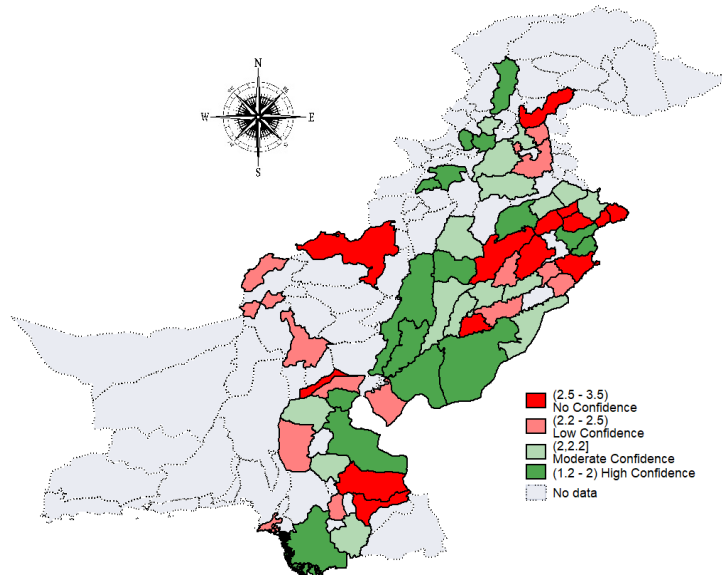 N
W
E
S
(2.5 - 3.5)
No Confidence
(2.2 - 2.5)
Low Confidence
(2,2.2]
Moderate Confidence
(1.2 - 2) High Confidence
No data